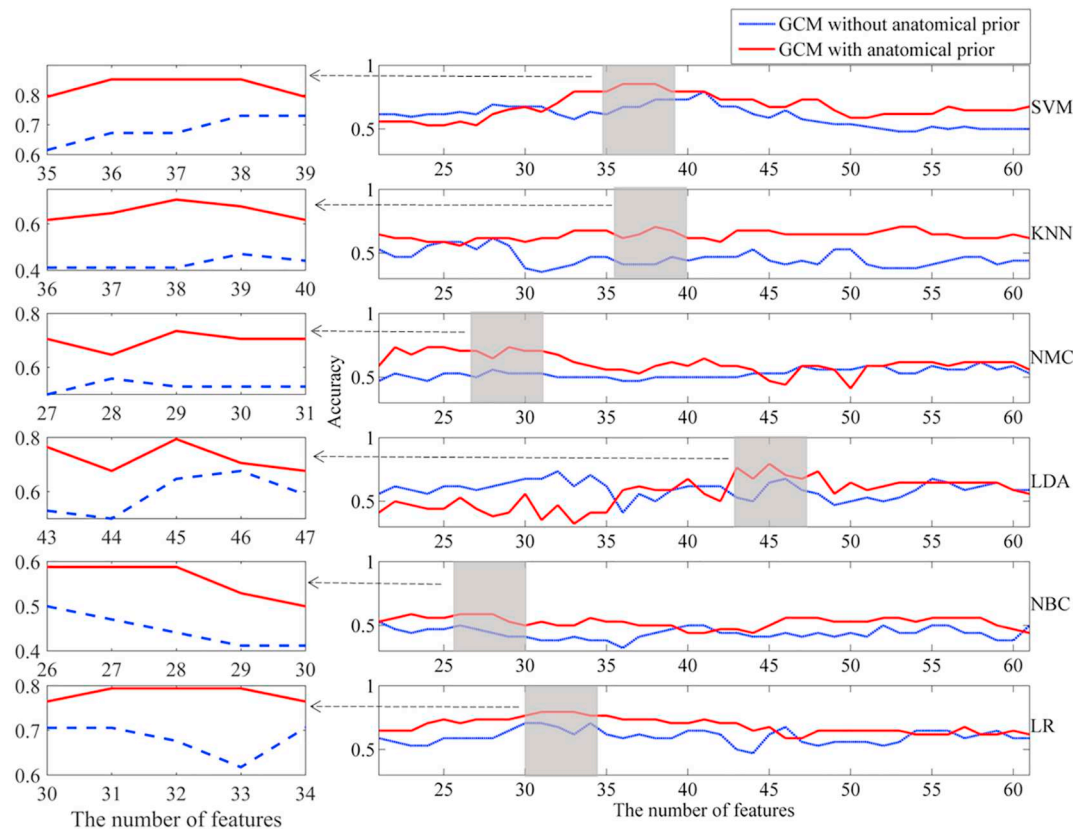 GCM without anatomical prior
GCM with anatomical prior
0.8
0.7
0.6
35 36 37 38 39
1
0.5
25 30 35 40 45 50 55 60
SVM
0.6
0.4
36 37 38 39 40
1
0.5
25 30 35 40 45 50 55 60
KNN
0.8
0.6
27 28 29 30 31
1
0.5
25 30 35 40 45 50 55 60
NMC
Accuracy
0.8
0.6
43 44 45 46 47
1
0.5
25 30 35 40 45 50 55 60
LDA
0.6
0.5
0.4
26 27 28 29 30
1
0.5
25 30 35 40 45 50 55 60
NBC
0.8
0.7
0.6
30 31 32 33 34
The number of features
1
0.5
25 30 35 40 45 50 55 60
LR
The number of features